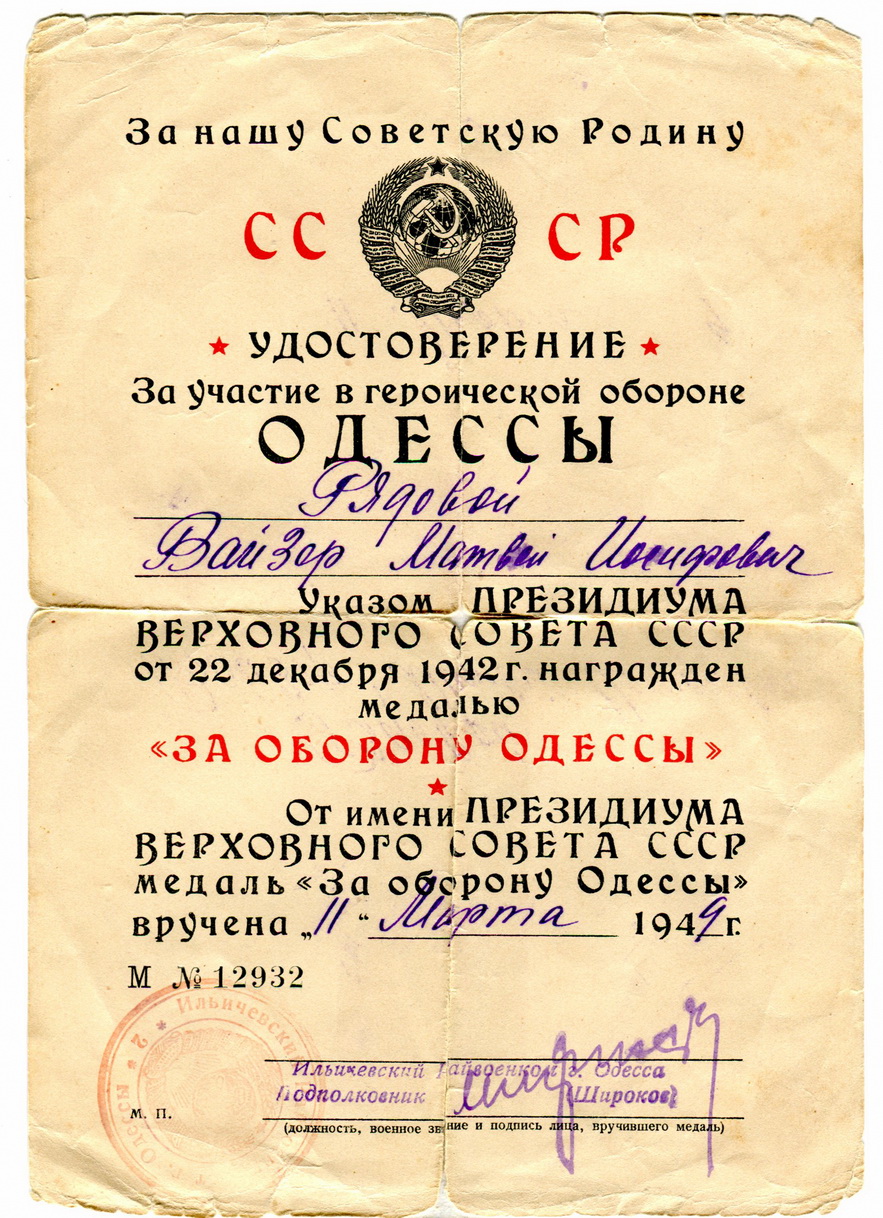 За нашу Советскую Родину
СС СР
УДОСТОВЕРЕНИЕ
За участие в героической обороне
ОДЕССЫ
Рядовой
Вайзер Матвей Иосифович
Указом ПРЕЗИДИУМА
ВЕРХОВНОГО СОВЕТА СССР
от 22 декабря 1942 г. награжден
медалью
«ЗА ОБОРОНУ ОДЕССЫ»
От имени ПРЕЗИДИУМА
ВЕРХОВНОГО СОВЕТА СССР
медаль «За оборону Одессы»
вручена „11“ Марта 1949 г.
М № 12932
Ильичевский
г. Одессы
Ильичевский Райвоенком г. Одесса
Подполковник (Широков)
М. П.
(должность, военное звание и подпись лица, вручившего медаль)